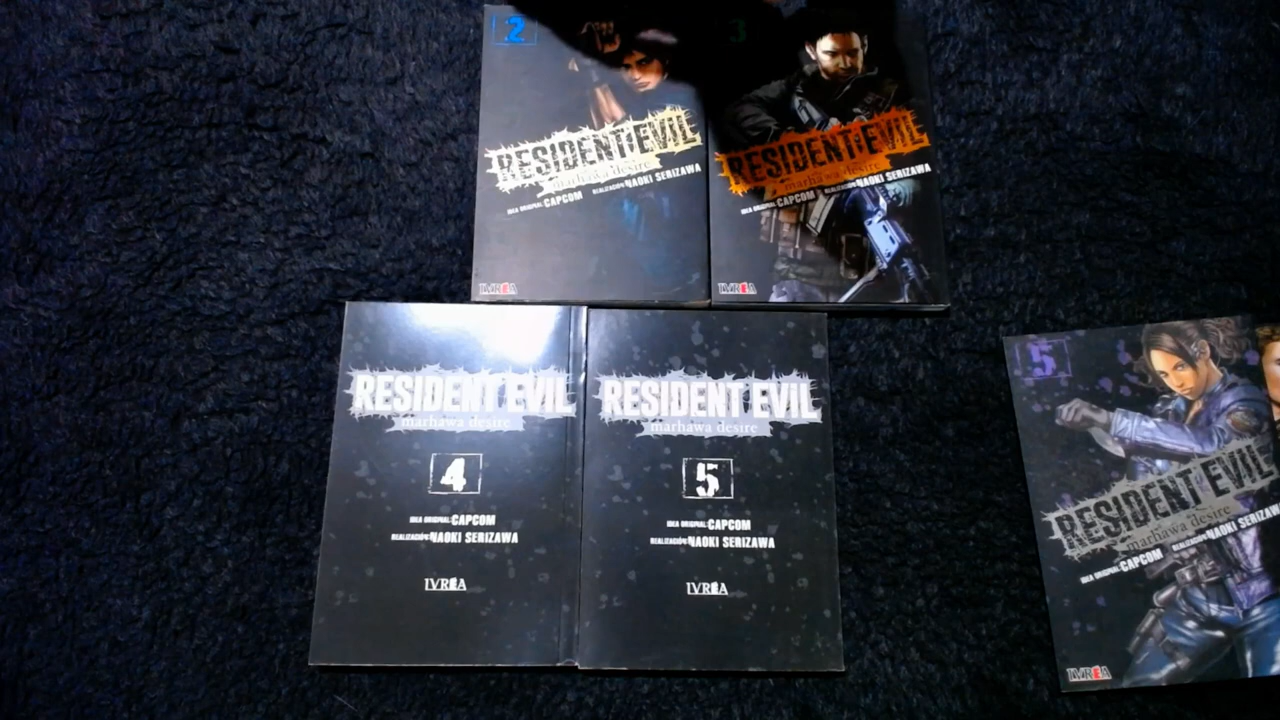 2
RESIDENT EVIL
marhawa desire
IDEA ORIGINAL: CAPCOM REALIZACIÓN: NAOKI SERIZAWA
IVREA
3
RESIDENT EVIL
marhawa desire
IDEA ORIGINAL: CAPCOM REALIZACIÓN: NAOKI SERIZAWA
IVREA
RESIDENT EVIL
marhawa desire
4
IDEA ORIGINAL: CAPCOM
REALIZACIÓN: NAOKI SERIZAWA
IVREA
RESIDENT EVIL
marhawa desire
5
IDEA ORIGINAL: CAPCOM
REALIZACIÓN: NAOKI SERIZAWA
IVREA
5
RESIDENT EVIL
marhawa desire
IDEA ORIGINAL: CAPCOM REALIZACIÓN: NAOKI SERIZAWA
IVREA